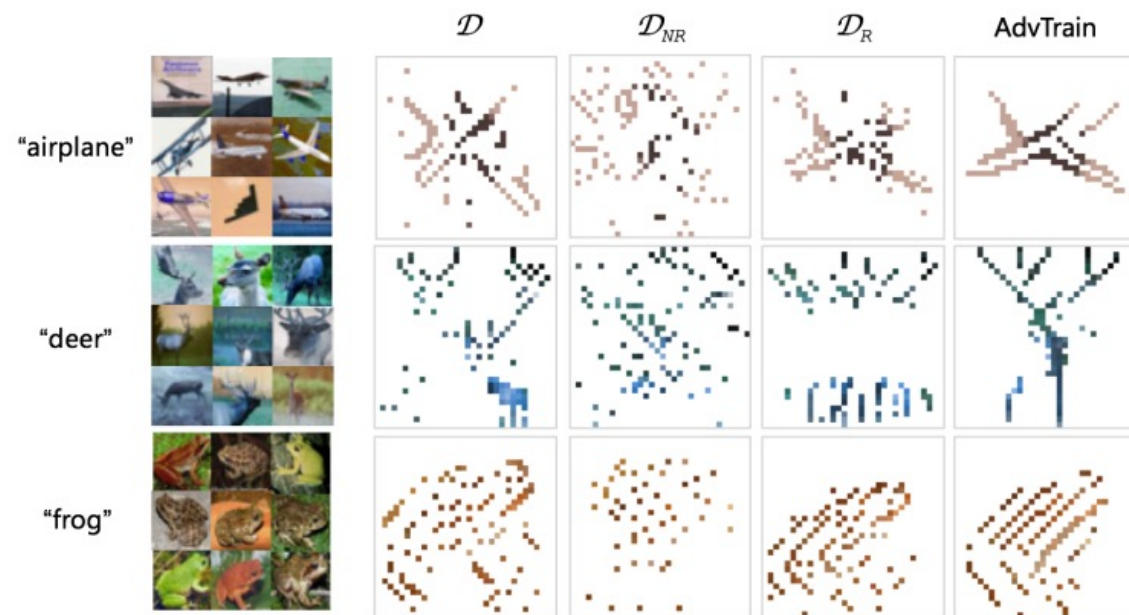 𝒟 𝒟_NR 𝒟_R AdvTrain
“airplane”
“deer”
“frog”